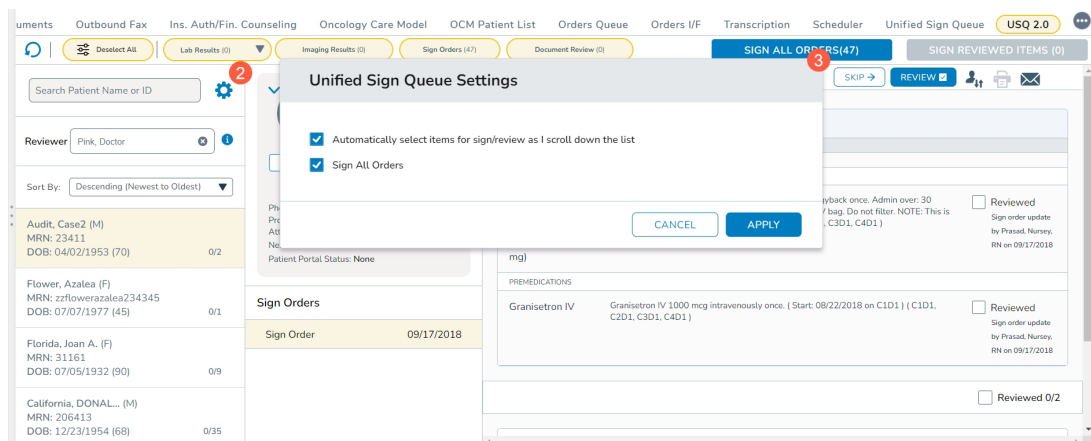 uments Outbound Fax Ins. Auth/Fin. Counseling Oncology Care Model OCM Patient List Orders Queue Orders I/F Transcription Scheduler Unified Sign Queue USQ 2.0
Deselect All Lab Results (0) Imaging Results (0) Sign Orders (47) Document Review (0) SIGN ALL ORDERS(47) SIGN REVIEWED ITEMS (0)
2
3
Search Patient Name or ID
SKIP → REVIEW
Unified Sign Queue Settings
Automatically select items for sign/review as I scroll down the list
Sign All Orders
CANCEL APPLY
Reviewer Pink, Doctor
Sort By: Descending (Newest to Oldest)
Audit, Case2 (M)
MRN: 23411
DOB: 04/02/1953 (70) 0/2
Flower, Azalea (F)
MRN: zzflowerazalea234345
DOB: 07/07/1977 (45) 0/1
Florida, Joan A. (F)
MRN: 31161
DOB: 07/05/1932 (90) 0/9
California, DONAL... (M)
MRN: 206413
DOB: 12/23/1954 (68) 0/35
Ph
Pro
Att
Ne
Patient Portal Status: None
Sign Orders
Sign Order 09/17/2018
yback once. Admin over: 30
bag. Do not filter. NOTE: This is
, C3D1, C4D1 )
mg)
Reviewed
Sign order update
by Prasad, Nursey,
RN on 09/17/2018
PREMEDICATIONS
Granisetron IV
Granisetron IV 1000 mcg intravenously once. ( Start: 08/22/2018 on C1D1 ) ( C1D1,
C2D1, C3D1, C4D1 )
Reviewed
Sign order update
by Prasad, Nursey,
RN on 09/17/2018
Reviewed 0/2